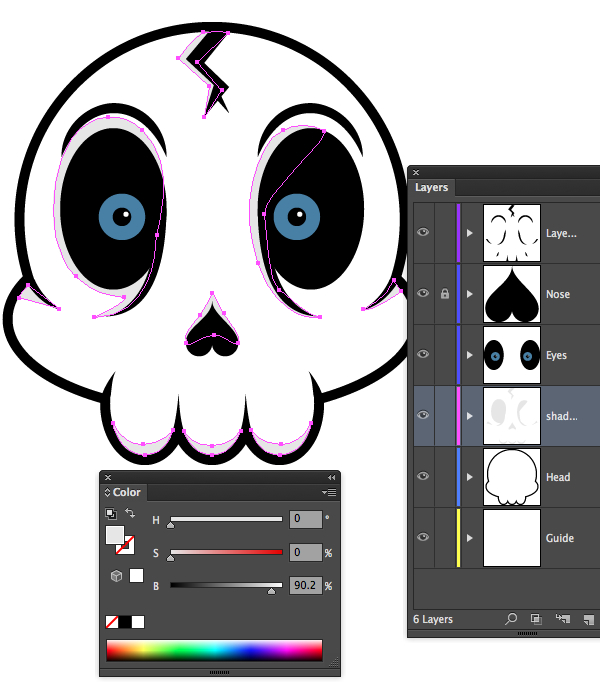 Layers
Laye...
Nose
Eyes
shad...
Head
Guide
6 Layers
Color
H 0 °
S 0 %
B 90.2 %